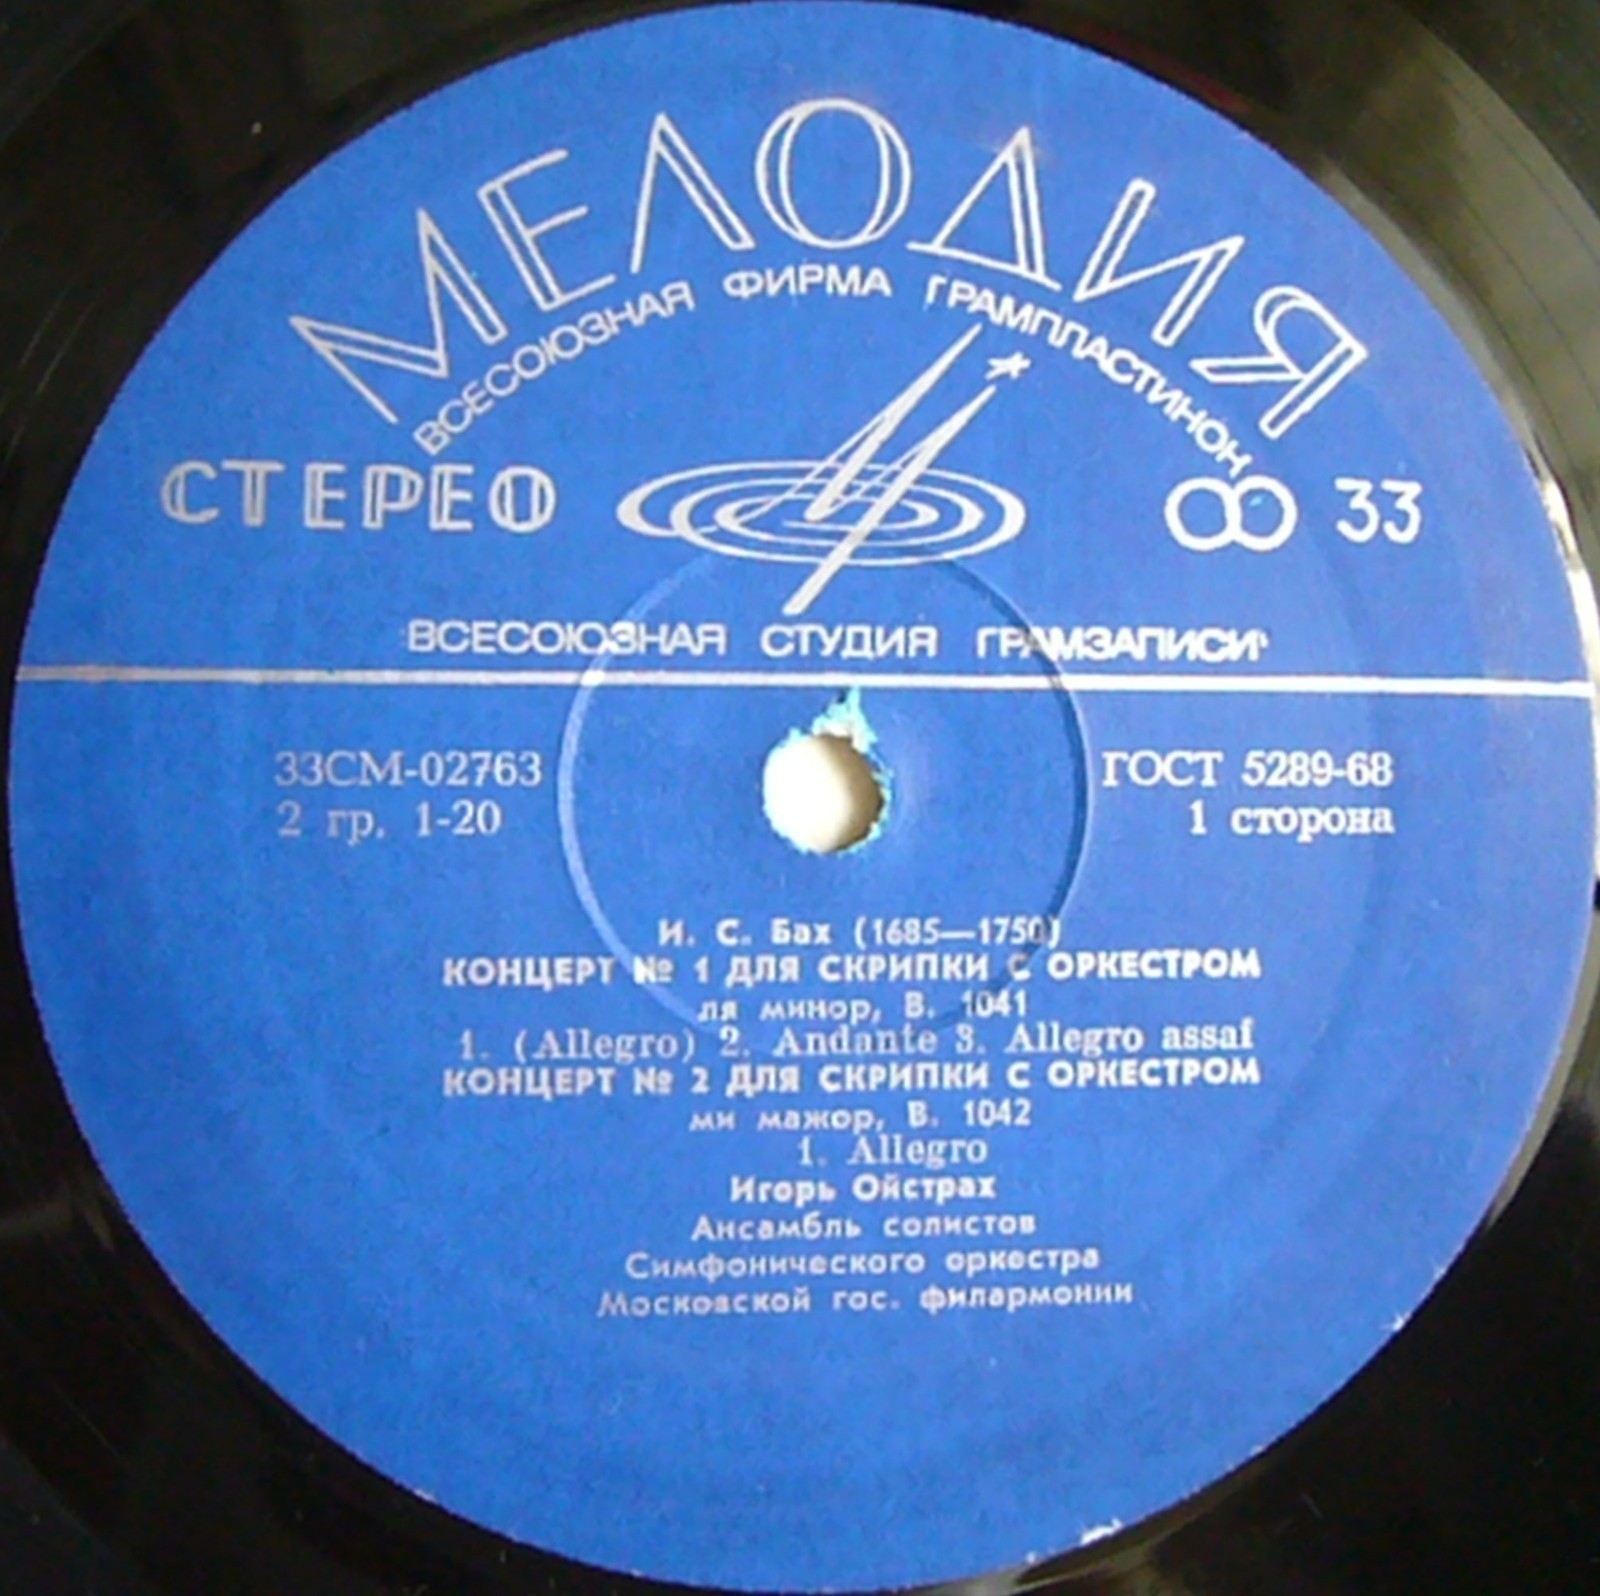 МЕЛОДИЯ
ВСЕСОЮЗНАЯ ФИРМА ГРАМПЛАСТИНОК
СТЕРЕО
33
ВСЕСОЮЗНАЯ СТУДИЯ ГРАМЗАПИСИ
33СМ-02763
ГОСТ 5289-68
2 гр. 1-20
1 сторона
И. С. Бах (1685—1750)
КОНЦЕРТ № 1 ДЛЯ СКРИПКИ С ОРКЕСТРОМ
ля минор, В. 1041
1. (Allegro) 2. Andante 3. Allegro assai
КОНЦЕРТ № 2 ДЛЯ СКРИПКИ С ОРКЕСТРОМ
ми мажор, В. 1042
1. Allegro
Игорь Ойстрах
Ансамбль солистов
Симфонического оркестра
Московской гос. филармонии